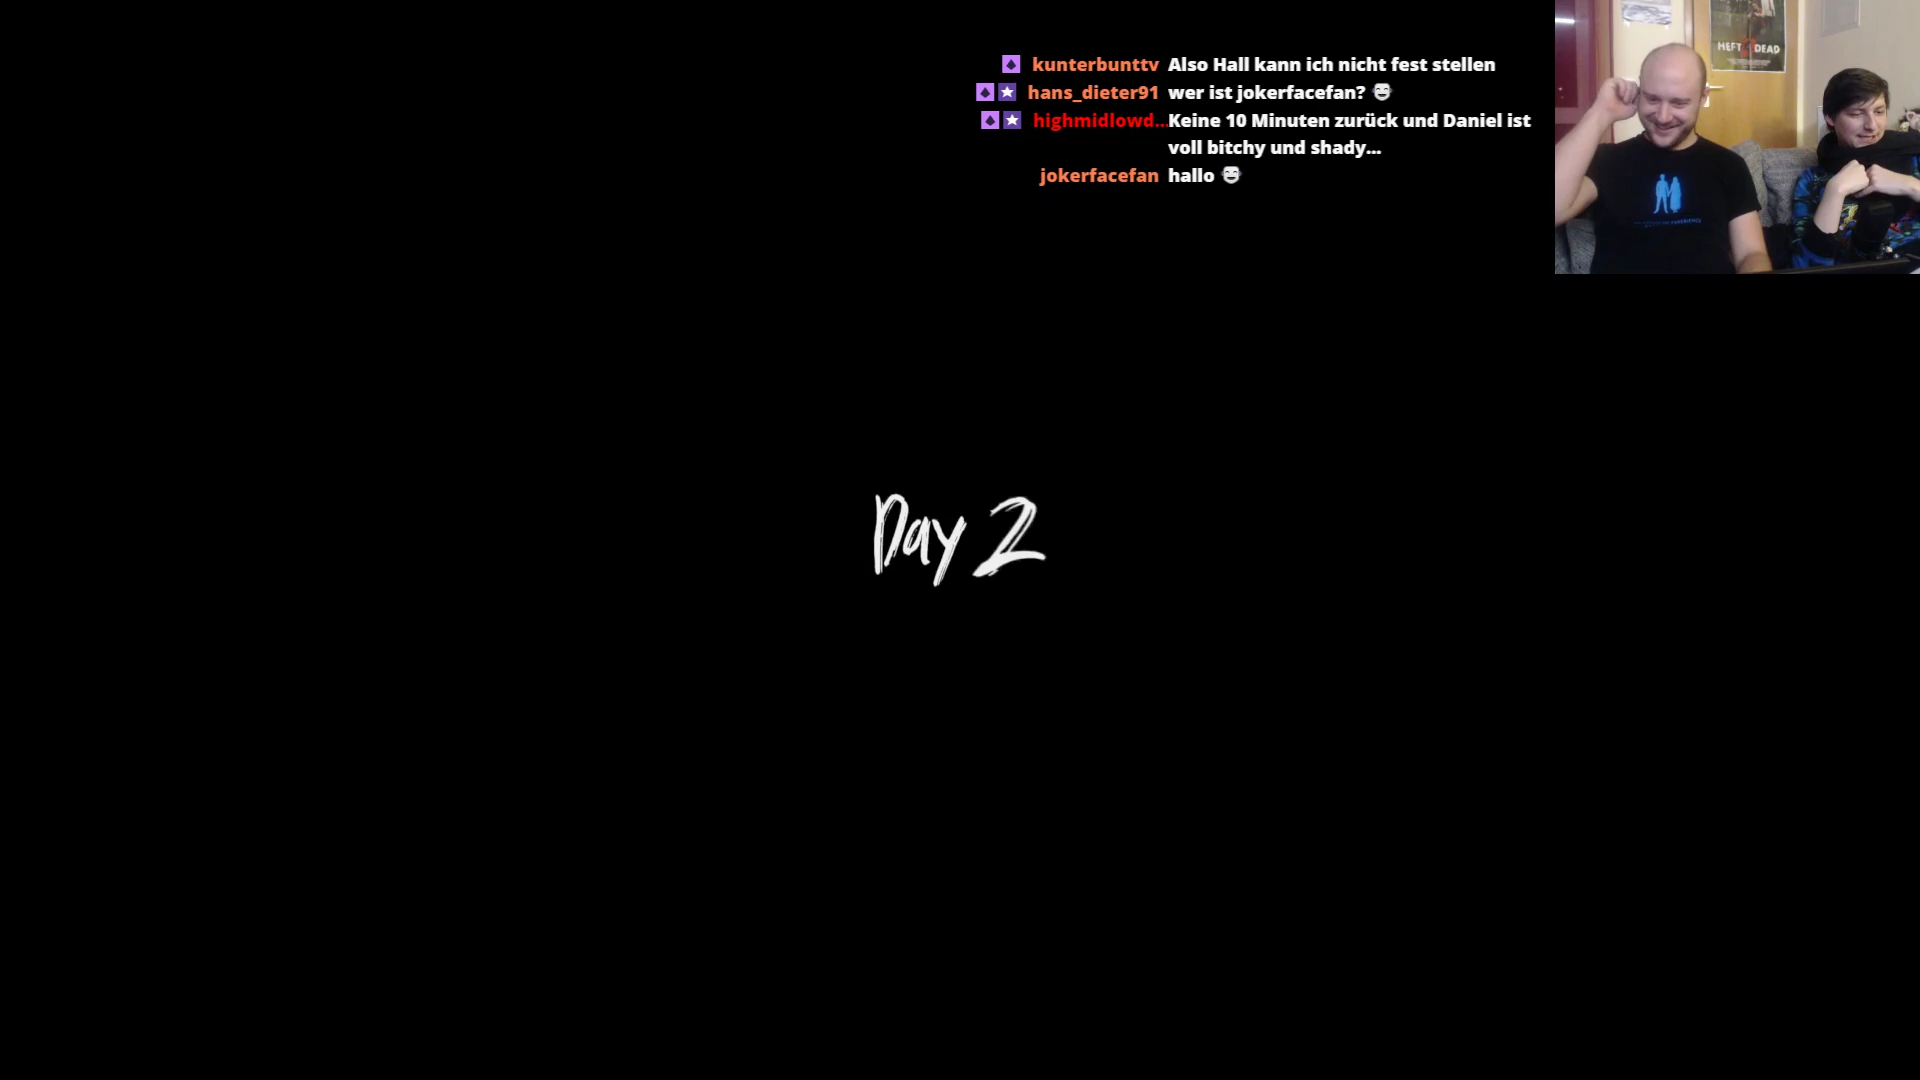 kunterbunttv Also Hall kann ich nicht fest stellen
hans_dieter91 wer ist jokerfacefan?
highmidlowd... Keine 10 Minuten zurück und Daniel ist
voll bitchy und shady...
jokerfacefan hallo
HEFT DEAD
Day 2